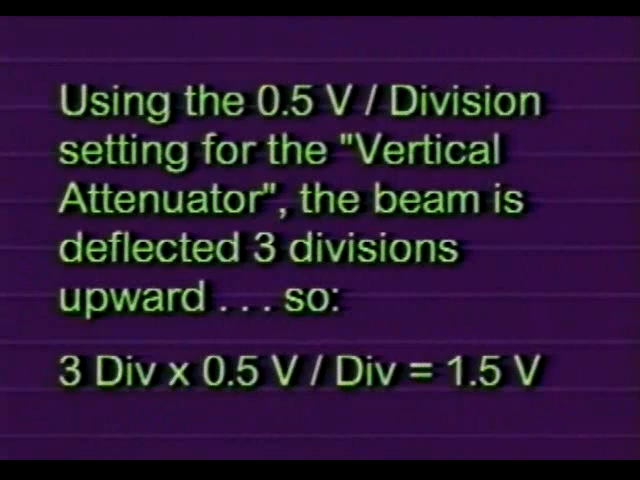 Using the 0.5 V / Division
setting for the "Vertical
Attenuator", the beam is
deflected 3 divisions
upward . . . so:
3 Div x 0.5 V / Div = 1.5 V